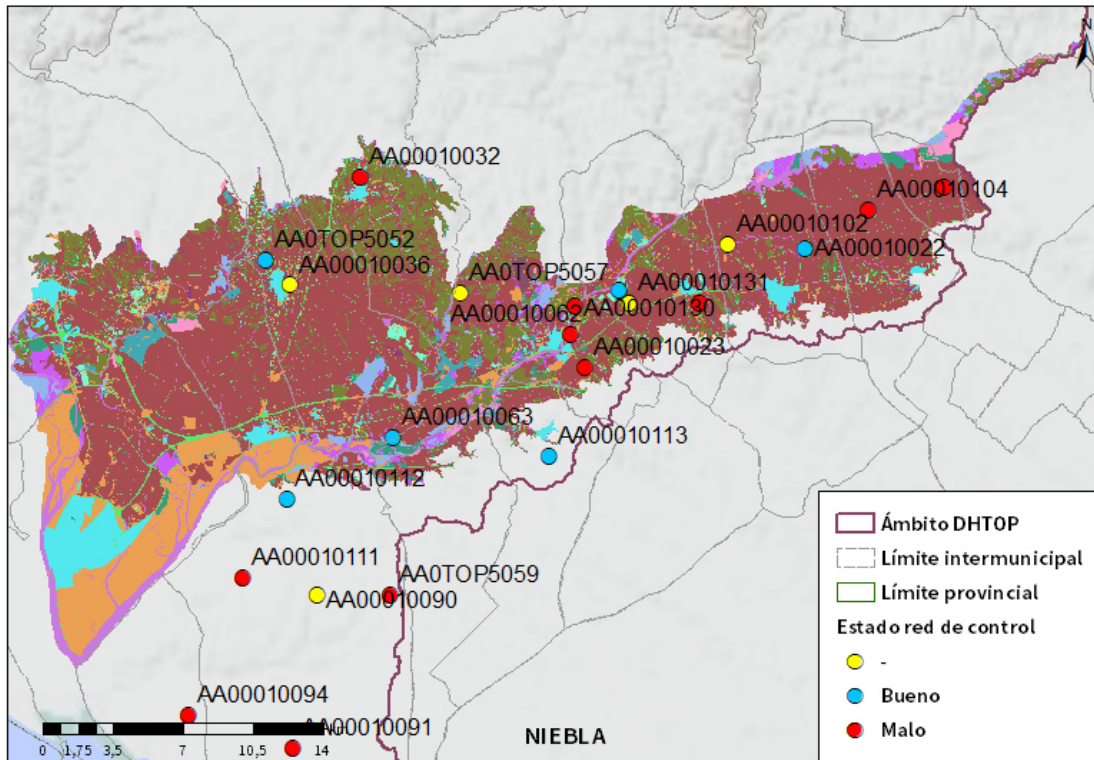 N
AA00010032
AA00010104
AA0TOP5052
AA00010102
AA00010022
AA00010036
AA0TOP5057
AA00010131
AA00010062
AA00010130
AA00010023
AA00010063
AA00010113
AA00010112
AA00010111
AA0TOP5059
AA00010090
AA00010094
AA00010091
0 1,75 3,5 7 10,5 14
NIEBLA
Ámbito DHTOP
Límite intermunicipal
Límite provincial
Estado red de control
-
Bueno
Malo